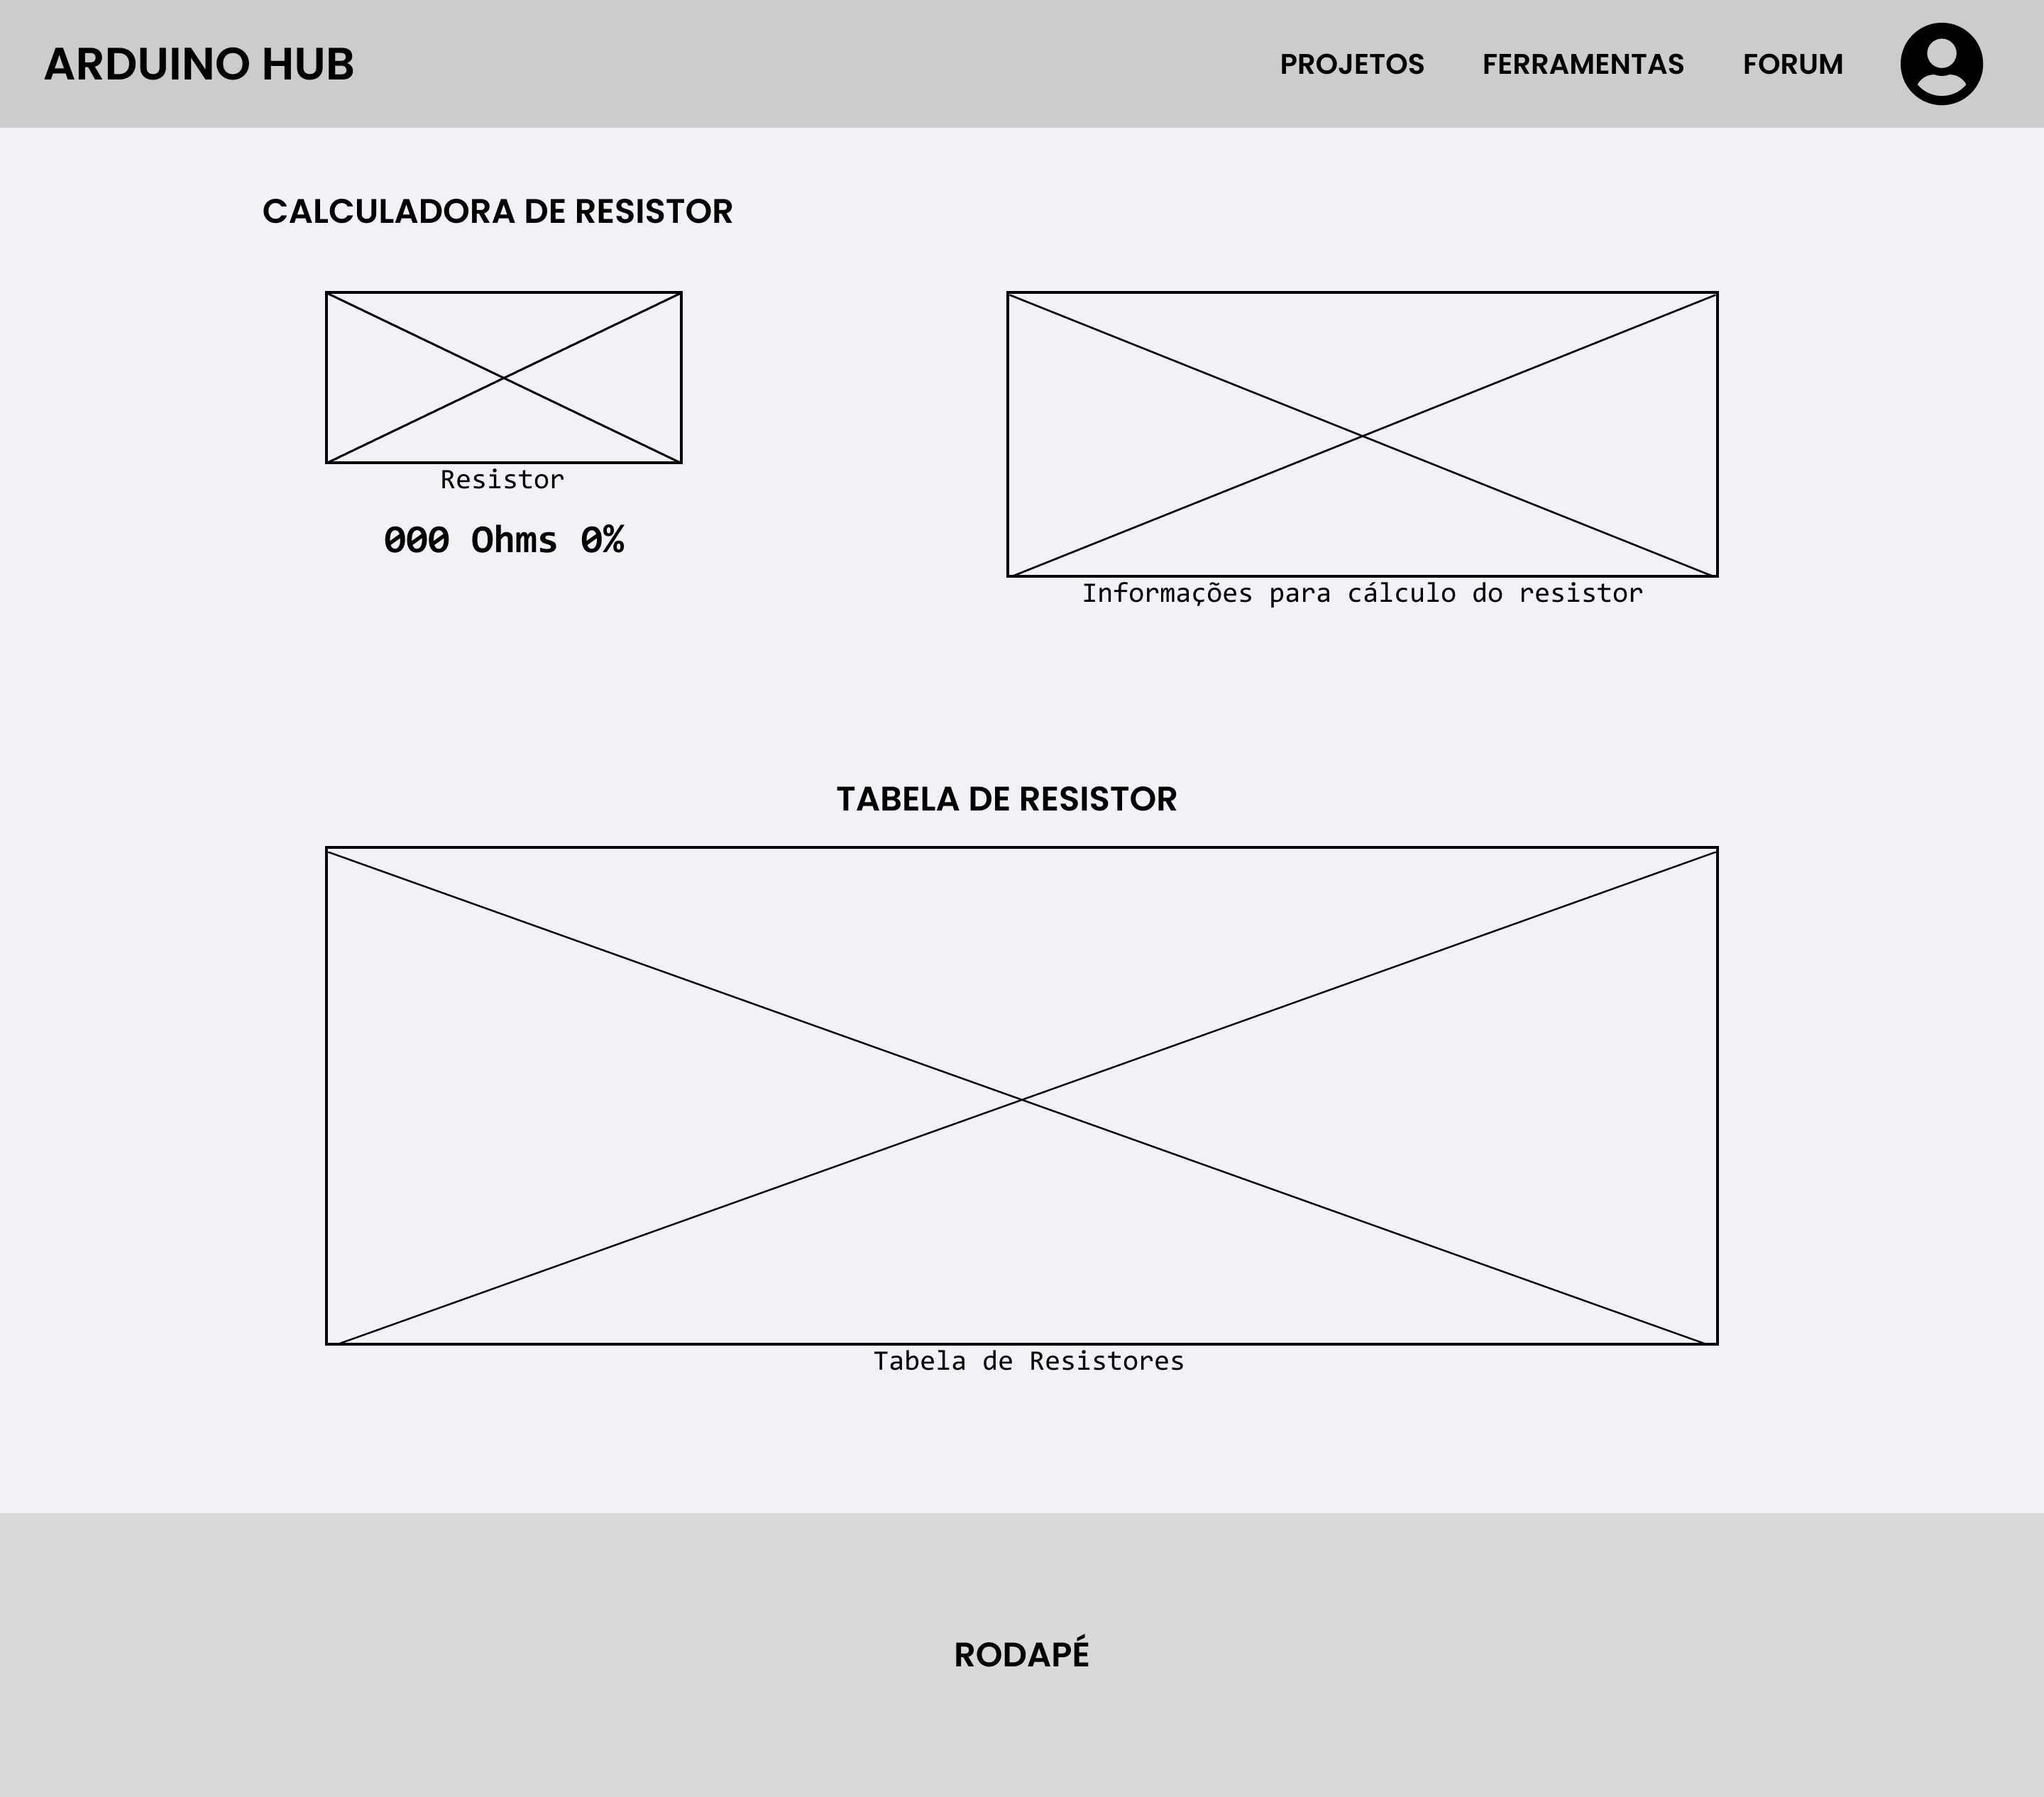 ARDUINO HUB
PROJETOS FERRAMENTAS FORUM
CALCULADORA DE RESISTOR
Resistor
000 Ohms 0%
Informações para cálculo do resistor
TABELA DE RESISTOR
Tabela de Resistores
RODAPÉ